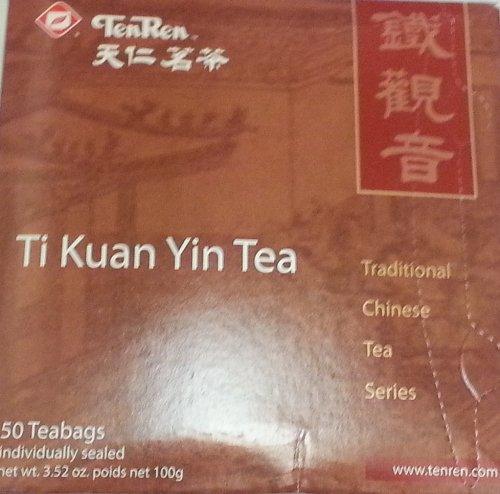 TenRen
天仁茗茶
鐵觀音
Ti Kuan Yin Tea
Traditional
Chinese
Tea
Series
50 Teabags
individually sealed
net wt. 3.52 oz. poids net 100g
www.tenren.com